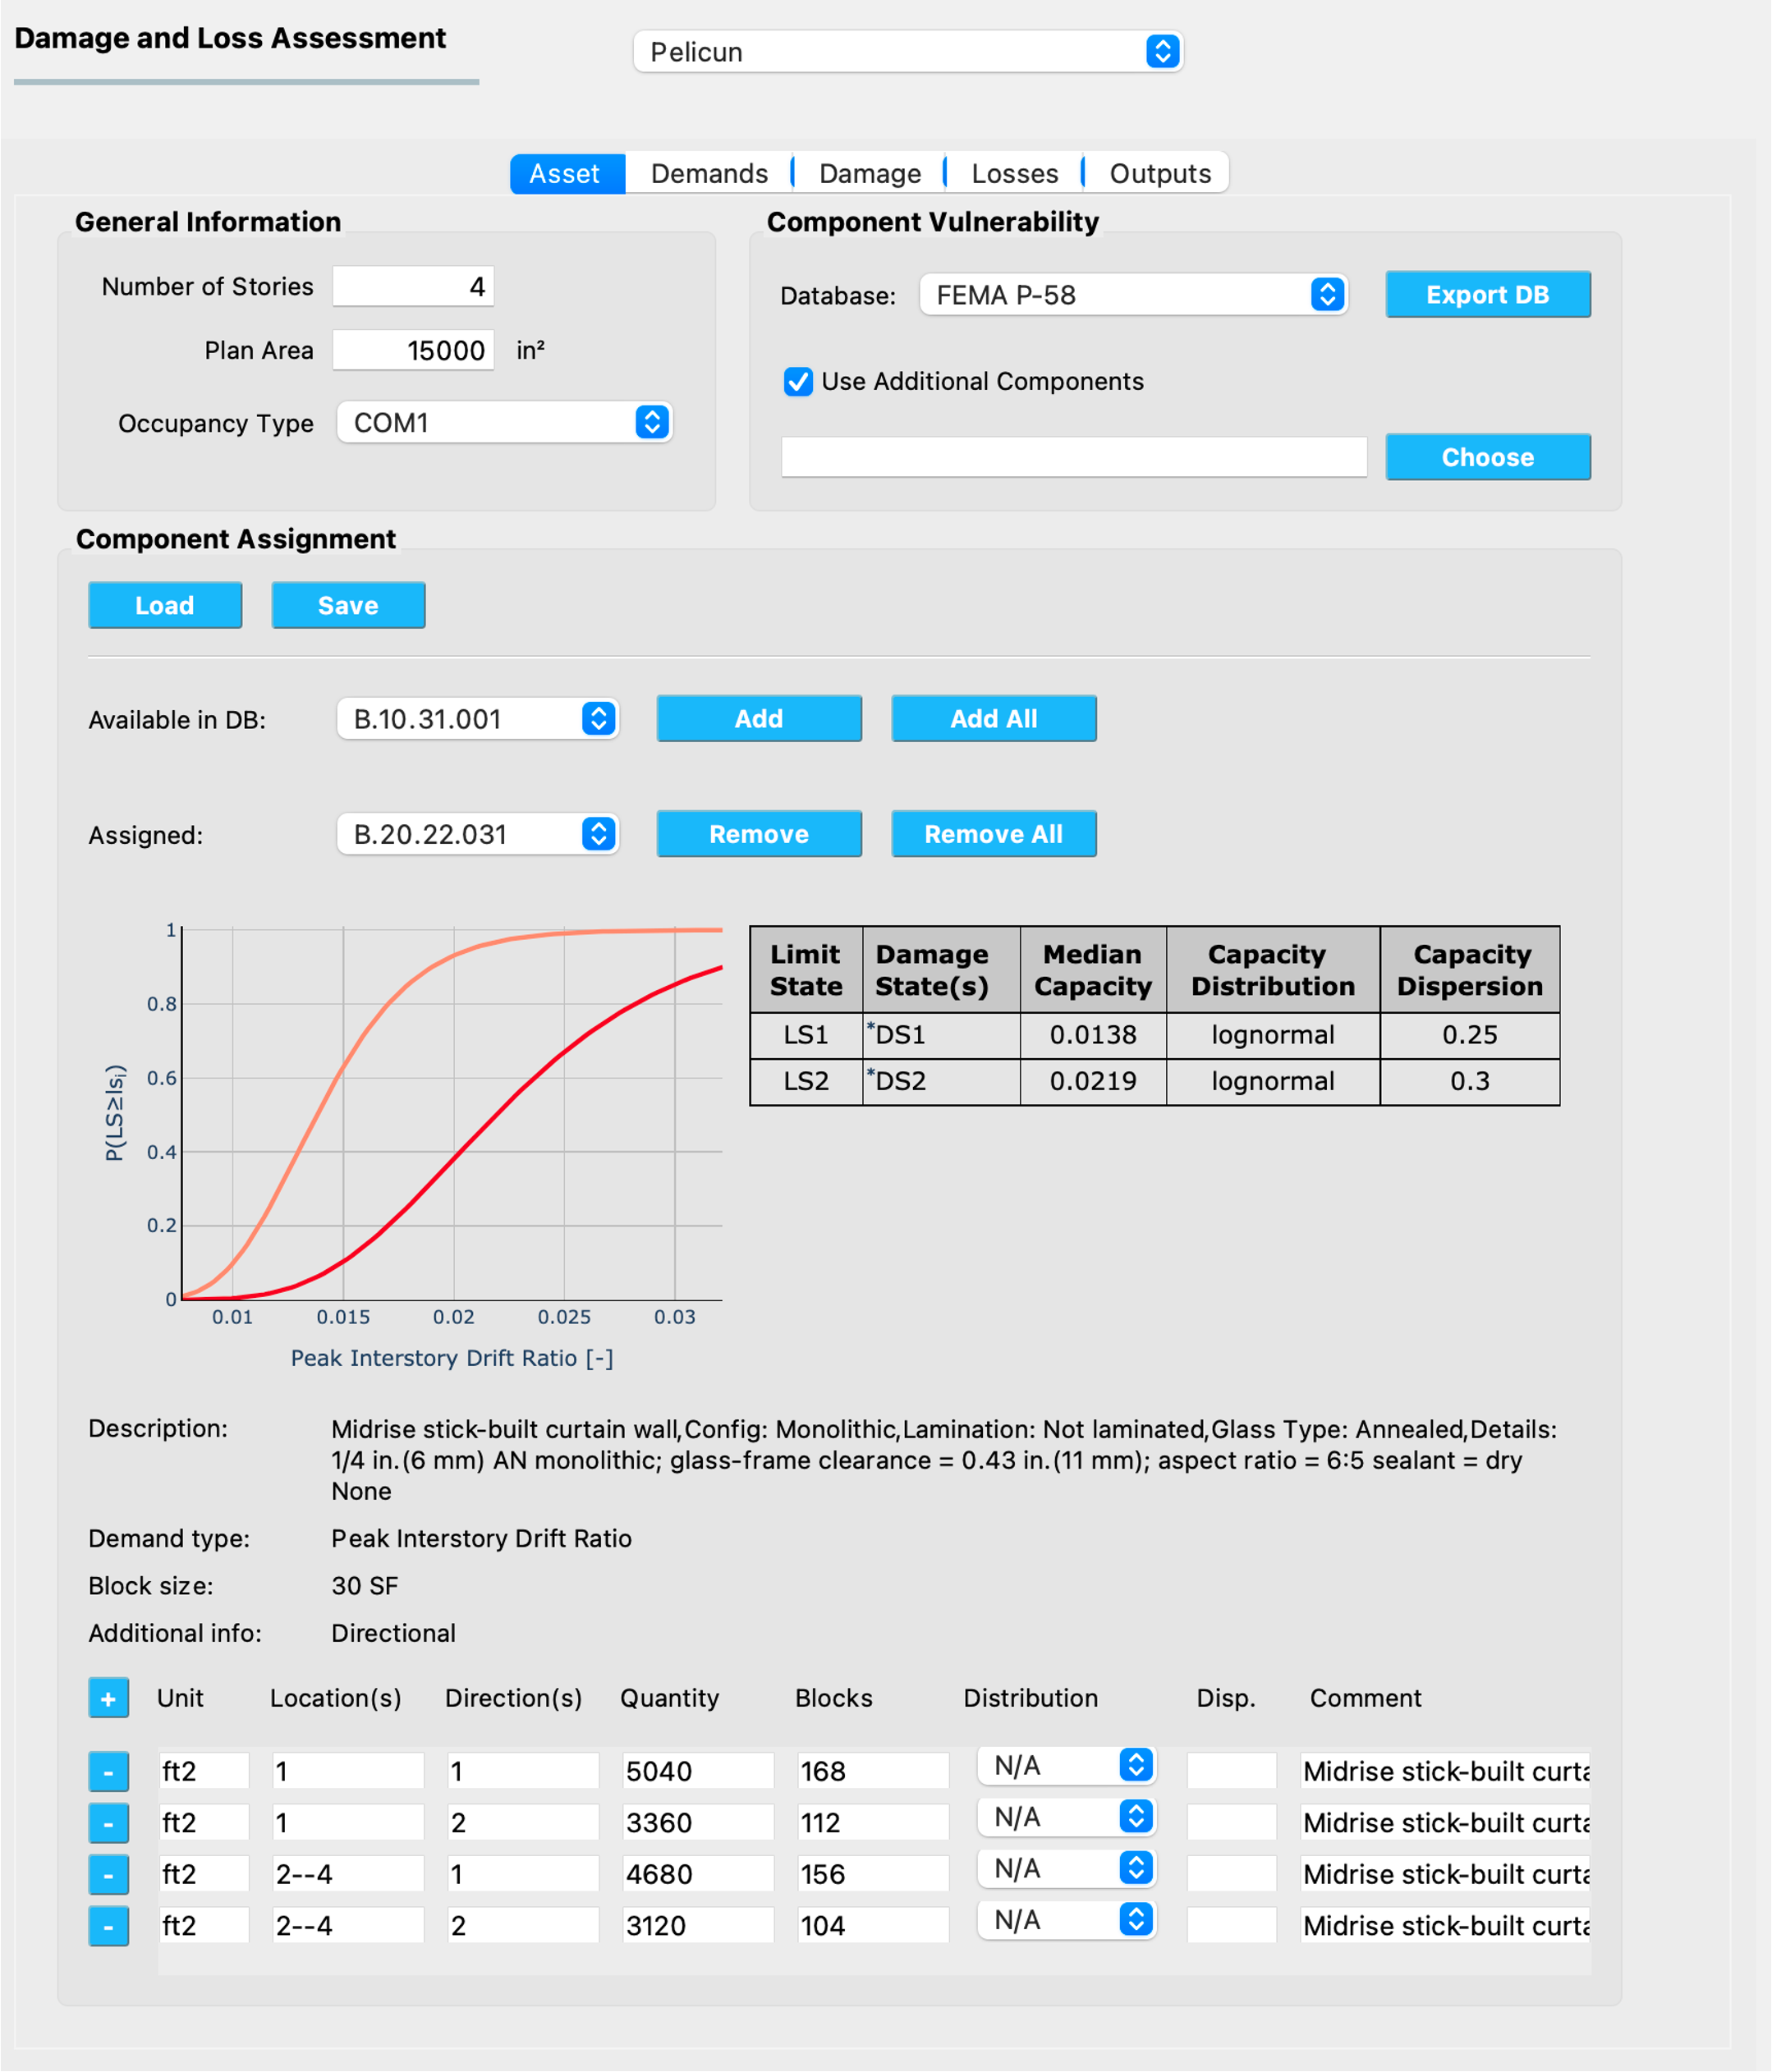 Damage and Loss Assessment
Pelicun
Asset Demands Damage Losses Outputs
General Information
Number of Stories 4
Plan Area 15000 in²
Occupancy Type COM1
Component Vulnerability
Database: FEMA P-58 Export DB
Use Additional Components
Choose
Component Assignment
Load Save
Available in DB: B.10.31.001 Add Add All
Assigned: B.20.22.031 Remove Remove All
1
0.8
0.6
0.4
0.2
0
P(LS≥lsᵢ)
0.01 0.015 0.02 0.025 0.03
Peak Interstory Drift Ratio [-]
Limit State Damage State(s) Median Capacity Capacity Distribution Capacity Dispersion
LS1 *DS1 0.0138 lognormal 0.25
LS2 *DS2 0.0219 lognormal 0.3
Description: Midrise stick-built curtain wall,Config: Monolithic,Lamination: Not laminated,Glass Type: Annealed,Details:
1/4 in.(6 mm) AN monolithic; glass-frame clearance = 0.43 in.(11 mm); aspect ratio = 6:5 sealant = dry
None
Demand type: Peak Interstory Drift Ratio
Block size: 30 SF
Additional info: Directional
+ Unit Location(s) Direction(s) Quantity Blocks Distribution Disp. Comment
- ft2 1 1 5040 168 N/A Midrise stick-built curta
- ft2 1 2 3360 112 N/A Midrise stick-built curta
- ft2 2--4 1 4680 156 N/A Midrise stick-built curta
- ft2 2--4 2 3120 104 N/A Midrise stick-built curta